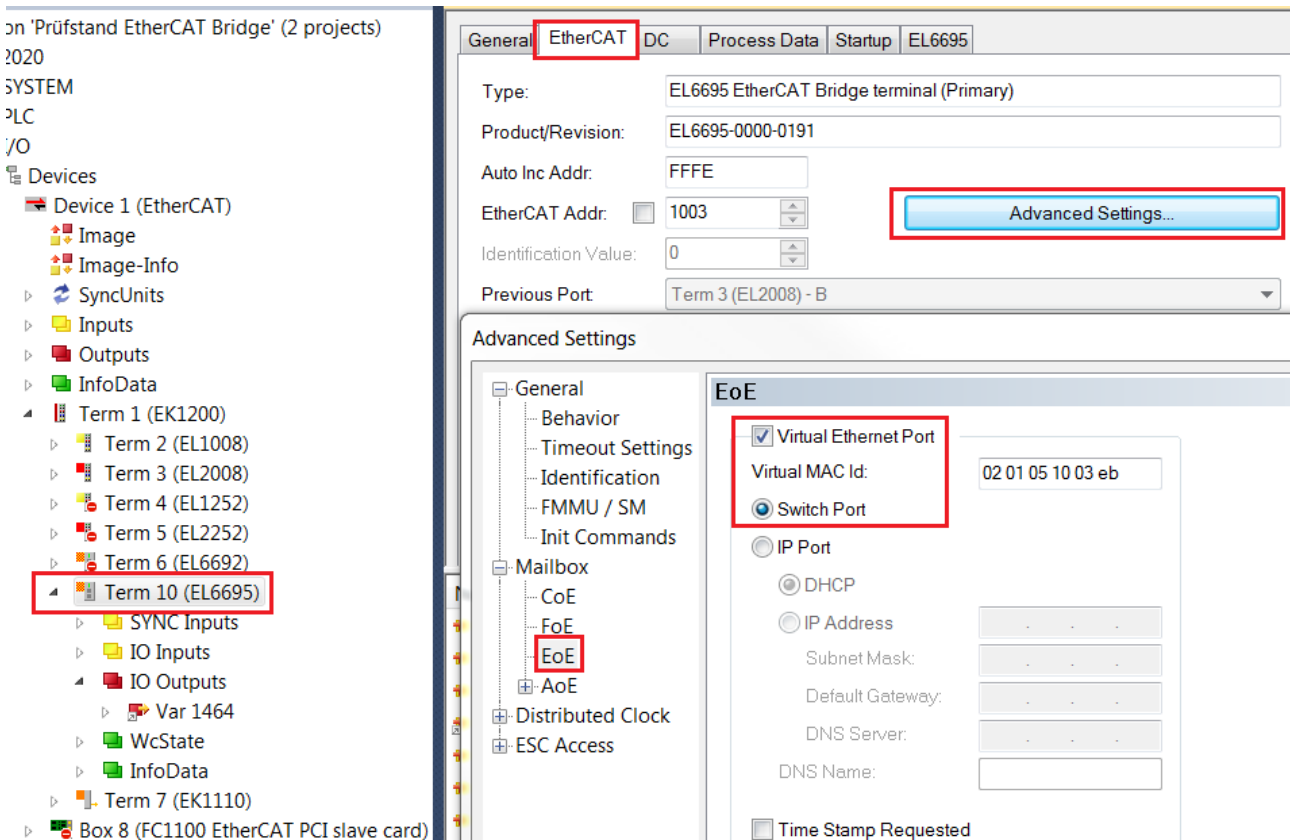 on 'Prüfstand EtherCAT Bridge' (2 projects)
2020
SYSTEM
PLC
I/O
Devices
Device 1 (EtherCAT)
Image
Image-Info
SyncUnits
Inputs
Outputs
InfoData
Term 1 (EK1200)
Term 2 (EL1008)
Term 3 (EL2008)
Term 4 (EL1252)
Term 5 (EL2252)
Term 6 (EL6692)
Term 10 (EL6695)
SYNC Inputs
IO Inputs
IO Outputs
Var 1464
WcState
InfoData
Term 7 (EK1110)
Box 8 (FC1100 EtherCAT PCI slave card)
General EtherCAT DC Process Data Startup EL6695
Type: EL6695 EtherCAT Bridge terminal (Primary)
Product/Revision: EL6695-0000-0191
Auto Inc Addr: FFFE
EtherCAT Addr: 1003 Advanced Settings...
Identification Value: 0
Previous Port: Term 3 (EL2008) - B
Advanced Settings
General
Behavior
Timeout Settings
Identification
FMMU / SM
Init Commands
Mailbox
CoE
FoE
EoE
AoE
Distributed Clock
ESC Access
EoE
Virtual Ethernet Port
Virtual MAC Id: 02 01 05 10 03 eb
Switch Port
IP Port
DHCP
IP Address
Subnet Mask:
Default Gateway:
DNS Server:
DNS Name:
Time Stamp Requested